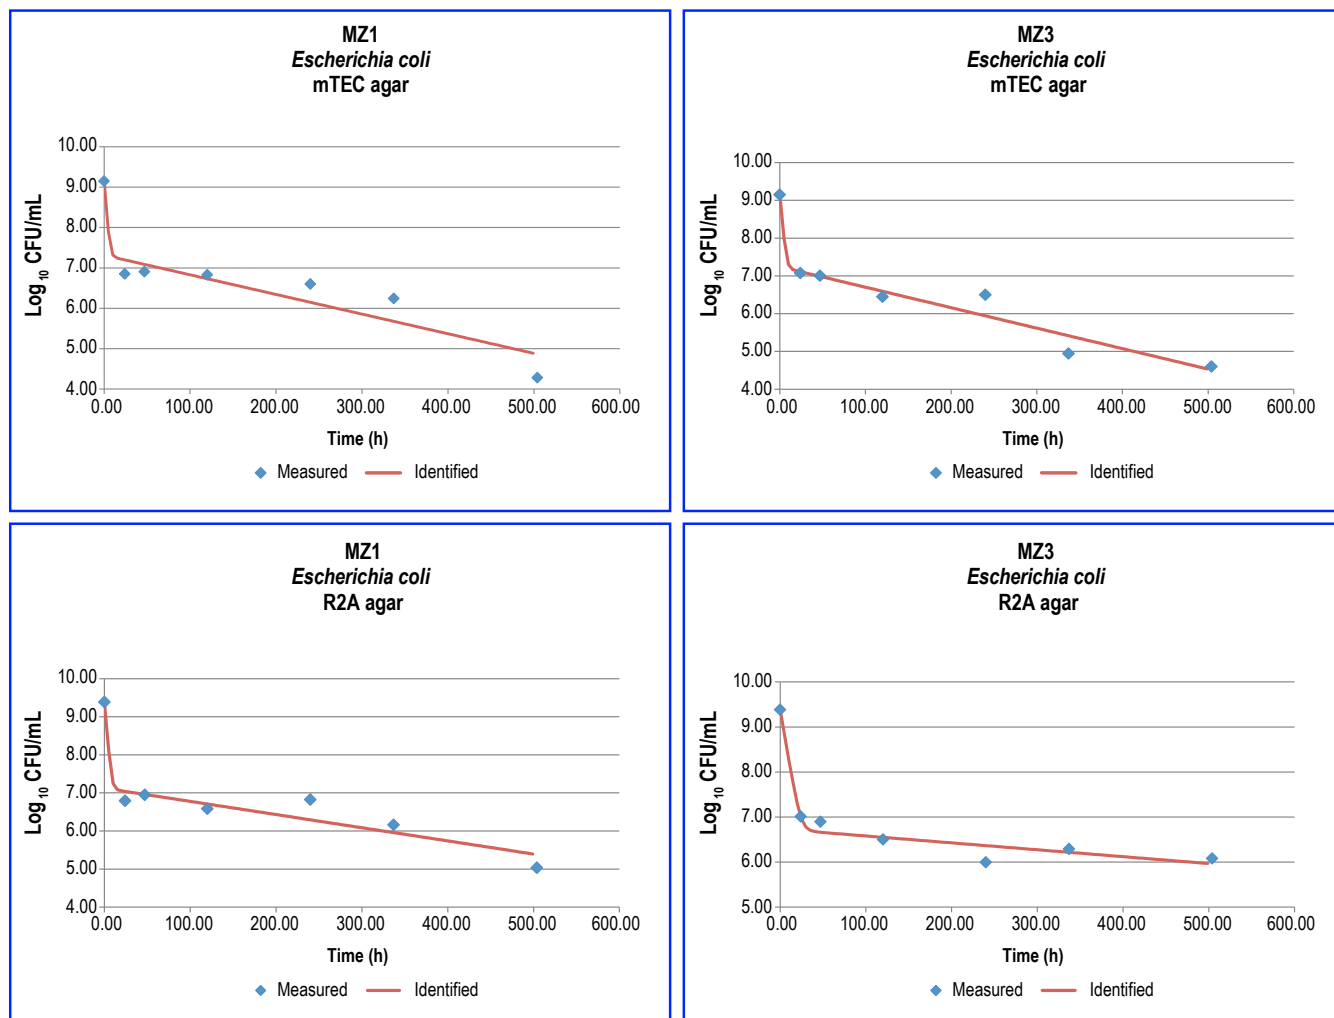 MZ1
Escherichia coli
mTEC agar
Log10 CFU/mL
10.00
9.00
8.00
7.00
6.00
5.00
4.00
0.00 100.00 200.00 300.00 400.00 500.00 600.00
Time (h)
Measured Identified
MZ3
Escherichia coli
mTEC agar
Log10 CFU/mL
10.00
9.00
8.00
7.00
6.00
5.00
4.00
0.00 100.00 200.00 300.00 400.00 500.00 600.00
Time (h)
Measured Identified
MZ1
Escherichia coli
R2A agar
Log10 CFU/mL
10.00
9.00
8.00
7.00
6.00
5.00
4.00
0.00 100.00 200.00 300.00 400.00 500.00 600.00
Time (h)
Measured Identified
MZ3
Escherichia coli
R2A agar
Log10 CFU/mL
10.00
9.00
8.00
7.00
6.00
5.00
0.00 100.00 200.00 300.00 400.00 500.00 600.00
Time (h)
Measured Identified